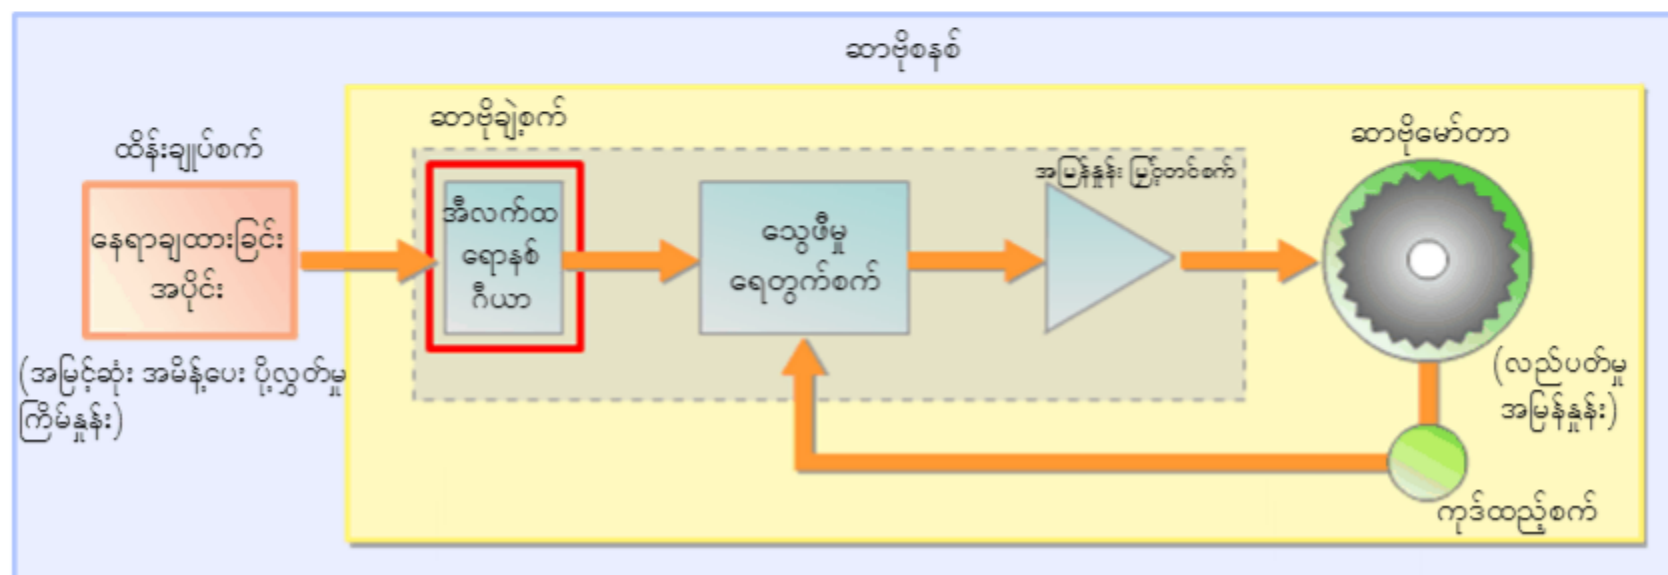 ဆာဗိုစနစ်
ဆာဗိုချဲ့စက်
ထိန်းချုပ်စက်
ဆာဗိုမော်တာ
အမြန်နှုန်း မြှင့်တင်စက်
နေရာချထားခြင်း
အပိုင်း
အီလက်ထ
ရောနစ်
ဂီယာ
သွေဖီမှု
ရေတွက်စက်
(အမြင့်ဆုံး အမိန့်ပေး ပို့လွှတ်မှု
ကြိမ်နှုန်း)
(လည်ပတ်မှု
အမြန်နှုန်း)
ကုဒ်ထည့်စက်